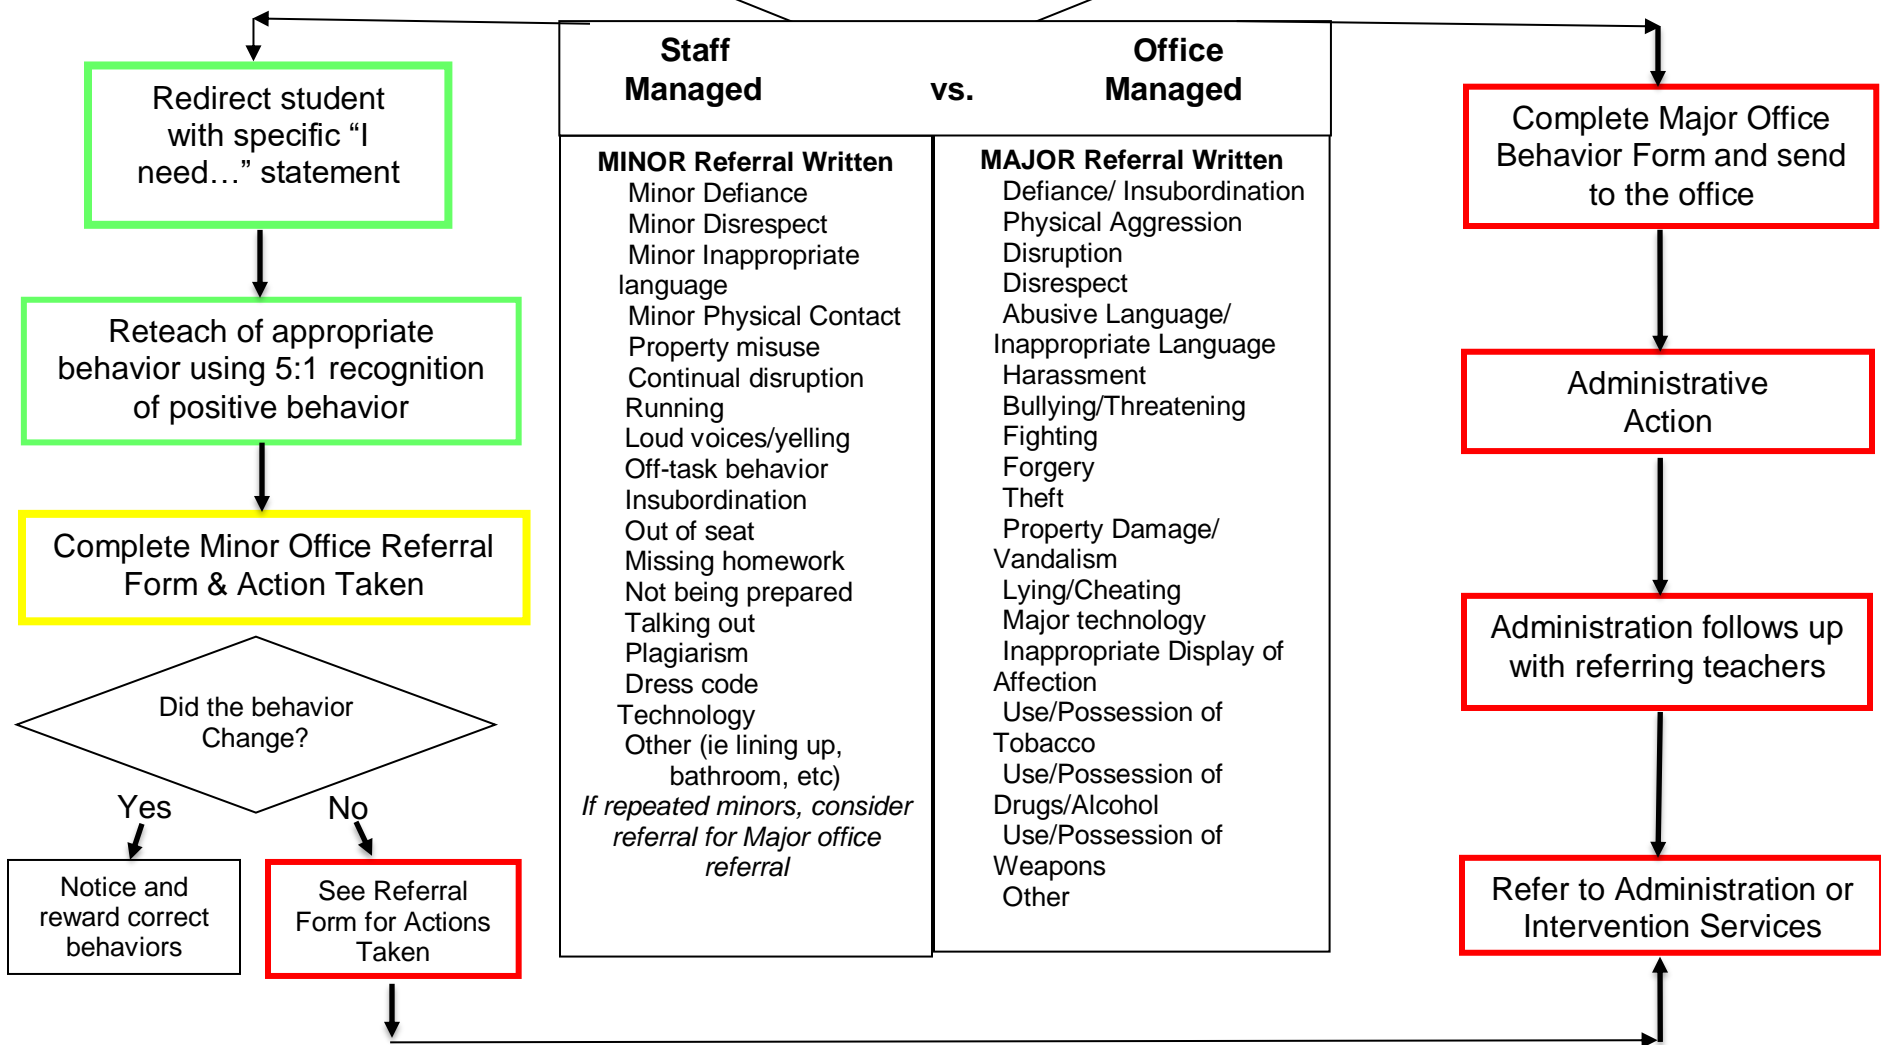 Staff
Managed
vs.
Office
Managed
Redirect student
with specific “I
need…” statement
Reteach of appropriate
behavior using 5:1 recognition
of positive behavior
Complete Minor Office Referral
Form & Action Taken
Did the behavior
Change?
Yes
No
Notice and
reward correct
behaviors
See Referral
Form for Actions
Taken
MINOR Referral Written
Minor Defiance
Minor Disrespect
Minor Inappropriate
language
Minor Physical Contact
Property misuse
Continual disruption
Running
Loud voices/yelling
Off-task behavior
Insubordination
Out of seat
Missing homework
Not being prepared
Talking out
Plagiarism
Dress code
Technology
Other (ie lining up,
bathroom, etc)
If repeated minors, consider
referral for Major office
referral
MAJOR Referral Written
Defiance/ Insubordination
Physical Aggression
Disruption
Disrespect
Abusive Language/
Inappropriate Language
Harassment
Bullying/Threatening
Fighting
Forgery
Theft
Property Damage/
Vandalism
Lying/Cheating
Major technology
Inappropriate Display of
Affection
Use/Possession of
Tobacco
Use/Possession of
Drugs/Alcohol
Use/Possession of
Weapons
Other
Complete Major Office
Behavior Form and send
to the office
Administrative
Action
Administration follows up
with referring teachers
Refer to Administration or
Intervention Services